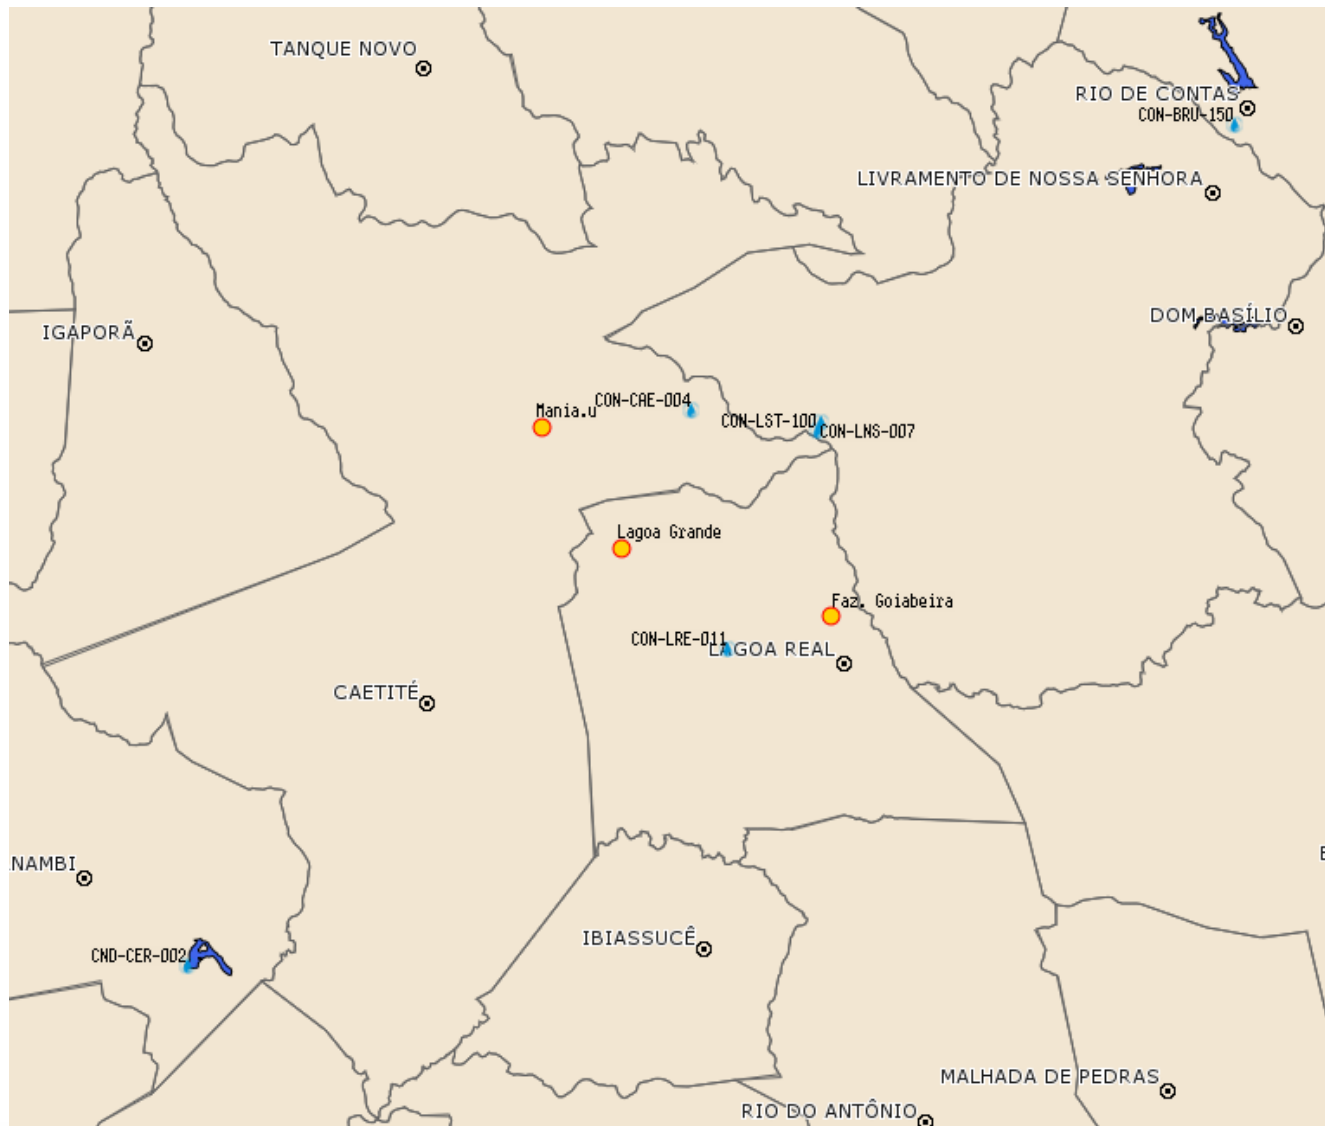 TANQUE NOVO
RIO DE CONTAS
CON-BRU-150
LIVRAMENTO DE NOSSA SENHORA
DOM BASÍLIO
IGAPORÃ
CON-CAE-004
Mania.u
CON-LST-100
CON-LNS-007
Lagoa Grande
Faz. Goiabeira
CON-LRE-011
LAGOA REAL
CAETITÉ
NAMBI
IBIASSUCÊ
CND-CER-002
MALHADA DE PEDRAS
RIO DO ANTÔNIO